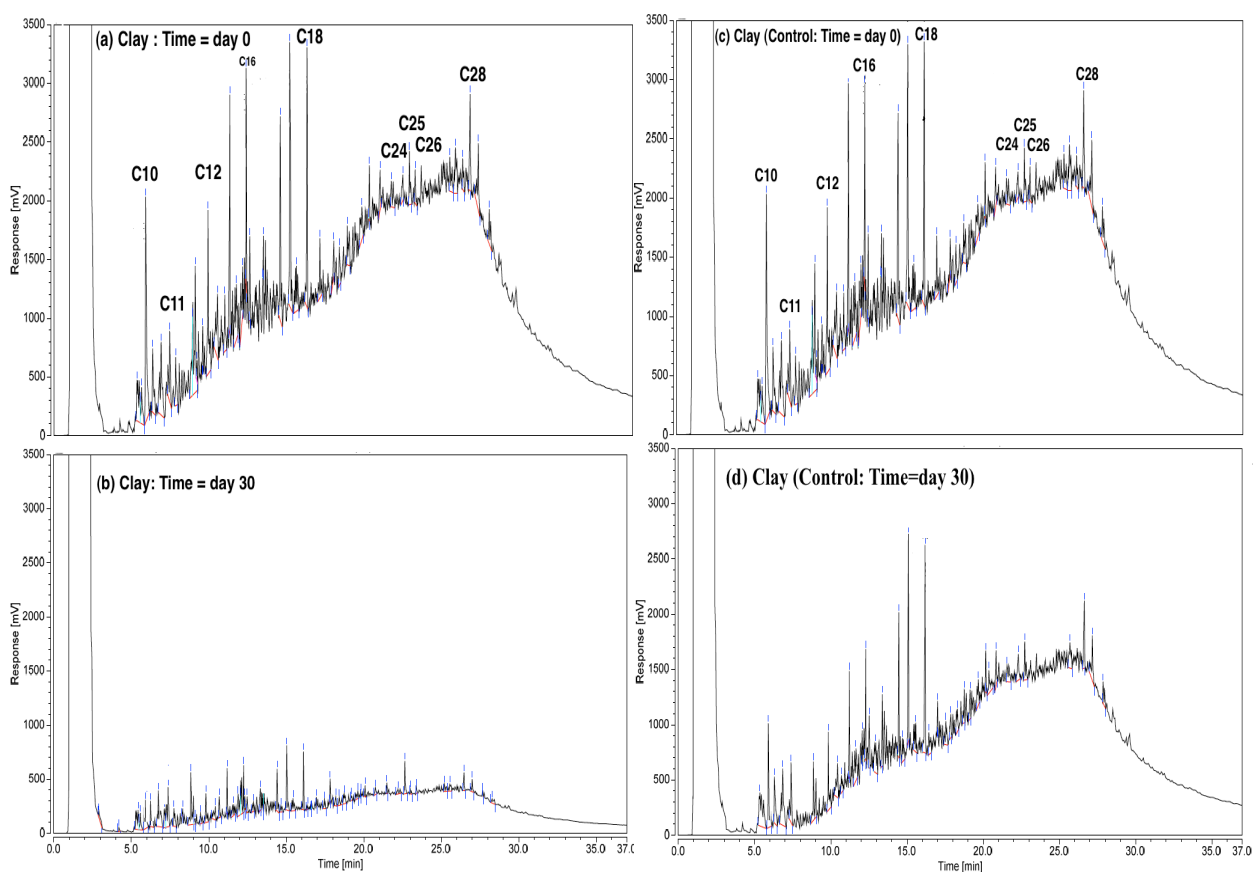 (a) Clay : Time = day 0
C10
C11
C12
C16
C18
C24
C25
C26
C28
Response [mV]
3500
3000
2500
2000
1500
1000
500
0
(c) Clay (Control: Time = day 0)
C10
C11
C12
C16
C18
C24
C25
C26
C28
Response [mV]
3500
3000
2500
2000
1500
1000
500
0
(b) Clay: Time = day 30
Response [mV]
3500
3000
2500
2000
1500
1000
500
0
0.0 5.0 10.0 15.0 20.0 25.0 30.0 35.0 37.0
Time [min]
(d) Clay (Control: Time=day 30)
Response [mV]
3500
3000
2500
2000
1500
1000
500
0
0.0 5.0 10.0 15.0 20.0 25.0 30.0 35.0 37.0
Time [min]